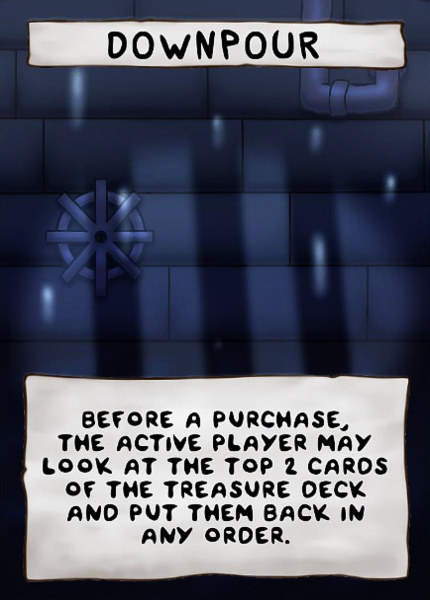 DOWNPOUR
BEFORE A PURCHASE,
THE ACTIVE PLAYER MAY
LOOK AT THE TOP 2 CARDS
OF THE TREASURE DECK
AND PUT THEM BACK IN
ANY ORDER.